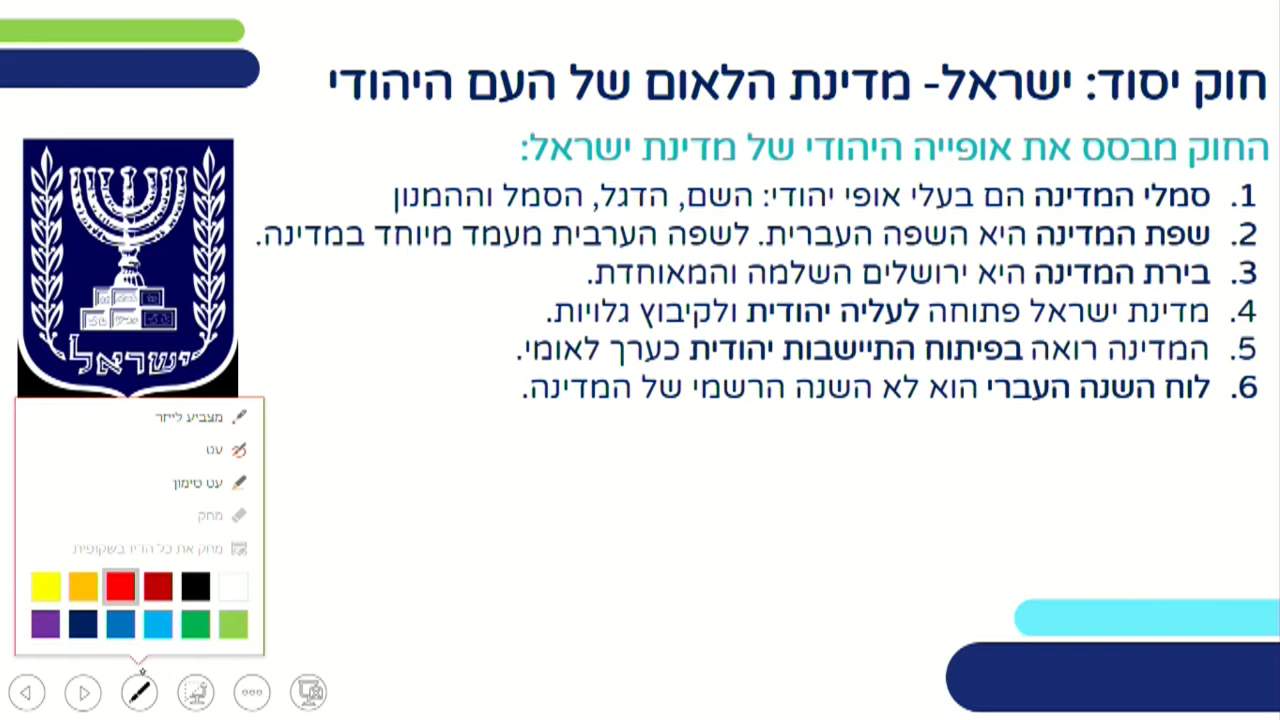 חוק יסוד: ישראל- מדינת הלאום של העם היהודי
החוק מבסס את אופייה היהודי של מדינת ישראל:
1. סמלי המדינה הם בעלי אופי יהודי: השם, הדגל, הסמל וההמנון
2. שפת המדינה היא השפה העברית. לשפה הערבית מעמד מיוחד במדינה.
3. בירת המדינה היא ירושלים השלמה והמאוחדת.
4. מדינת ישראל פתוחה לעליה יהודית ולקיבוץ גלויות.
5. המדינה רואה בפיתוח התיישבות יהודית כערך לאומי.
6. לוח השנה העברי הוא לא השנה הרשמי של המדינה.
ישראל
מצביע לייזר
עט
עט סימון
מחק
מחק את כל הדיו בשקופית